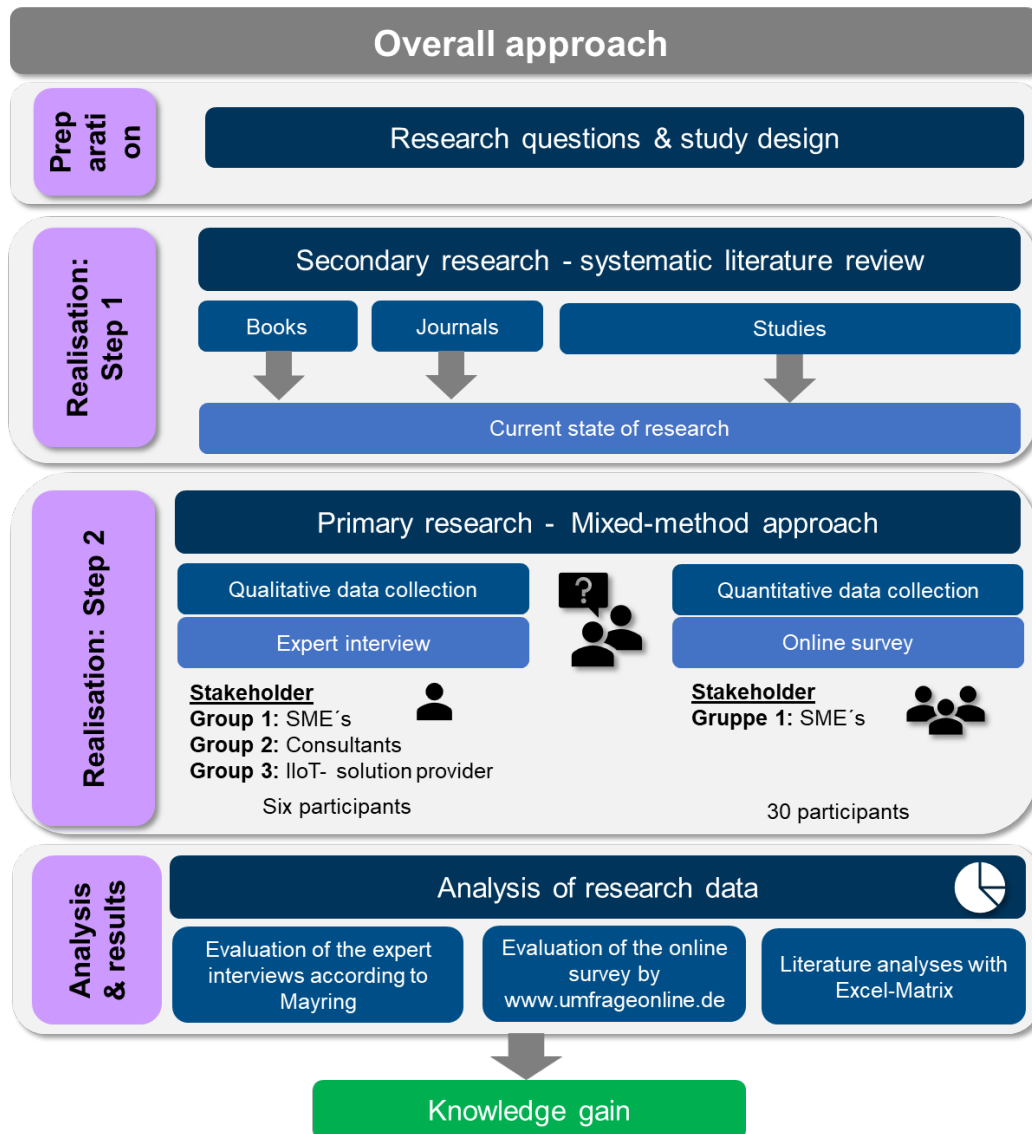 Overall approach
Prep
arati
on
Research questions & study design
Realisation:
Step 1
Secondary research - systematic literature review
Books
Journals
Studies
Current state of research
Realisation: Step 2
Primary research - Mixed-method approach
Qualitative data collection
Expert interview
?
Quantitative data collection
Online survey
Stakeholder
Group 1: SME´s
Group 2: Consultants
Group 3: IIoT- solution provider
Six participants
Stakeholder
Gruppe 1: SME´s
30 participants
Analysis
& results
Analysis of research data
Evaluation of the expert
interviews according to
Mayring
Evaluation of the online
survey by
www.umfrageonline.de
Literature analyses with
Excel-Matrix
Knowledge gain